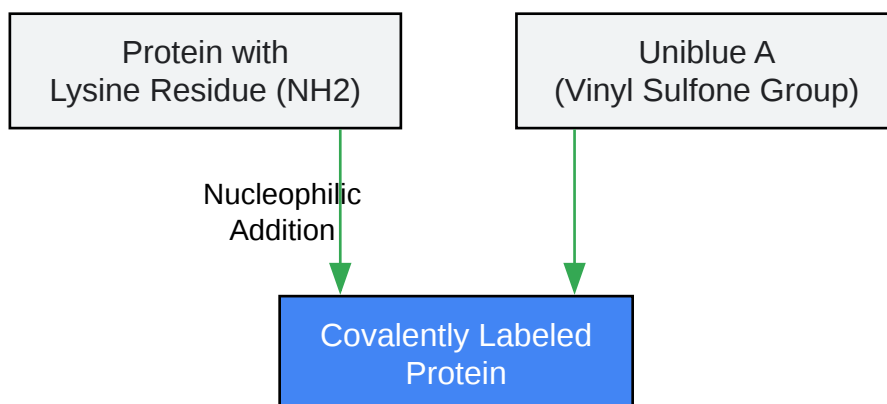 Protein with
Lysine Residue (NH2)
Uniblue A
(Vinyl Sulfone Group)
Nucleophilic
Addition
Covalently Labeled
Protein